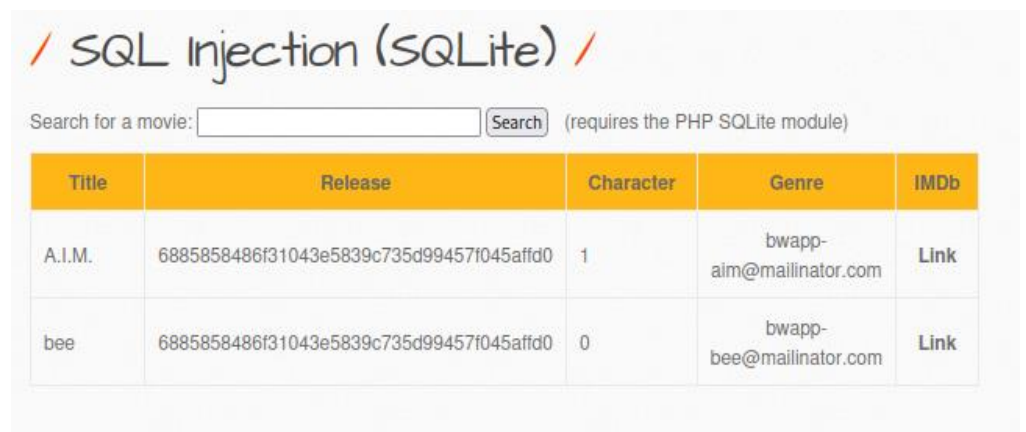 / SQL Injection (SQLite) /
Search for a movie: Search (requires the PHP SQLite module)
Title Release Character Genre IMDb
A.I.M. 6885858486f31043e5839c735d99457f045affd0 1 bwapp-
aim@mailinator.com Link
bee 6885858486f31043e5839c735d99457f045affd0 0 bwapp-
bee@mailinator.com Link